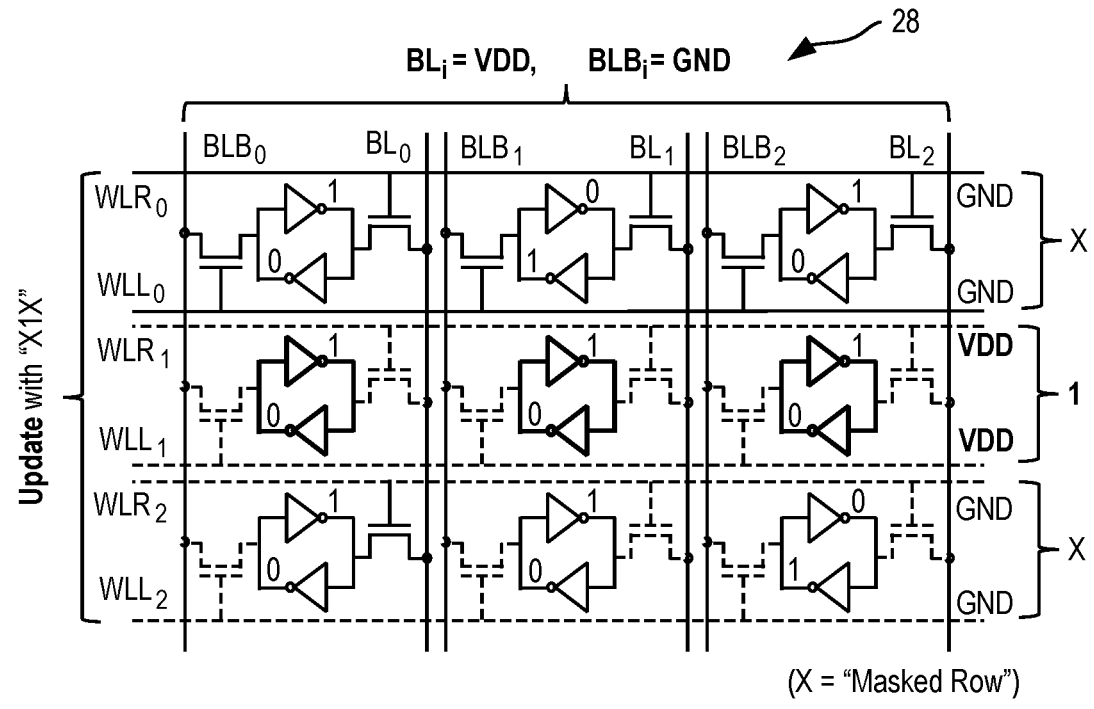 28
BLi = VDD, BLBi = GND
BLB0 BL0 BLB1 BL1 BLB2 BL2
WLR0 1 0 1 GND
X
WLL0 0 1 0 GND
WLR1 1 1 1 VDD
1
WLL1 0 0 0 VDD
Update with “X1X”
WLR2 1 1 0 GND
X
WLL2 0 0 1 GND
(X = “Masked Row”)